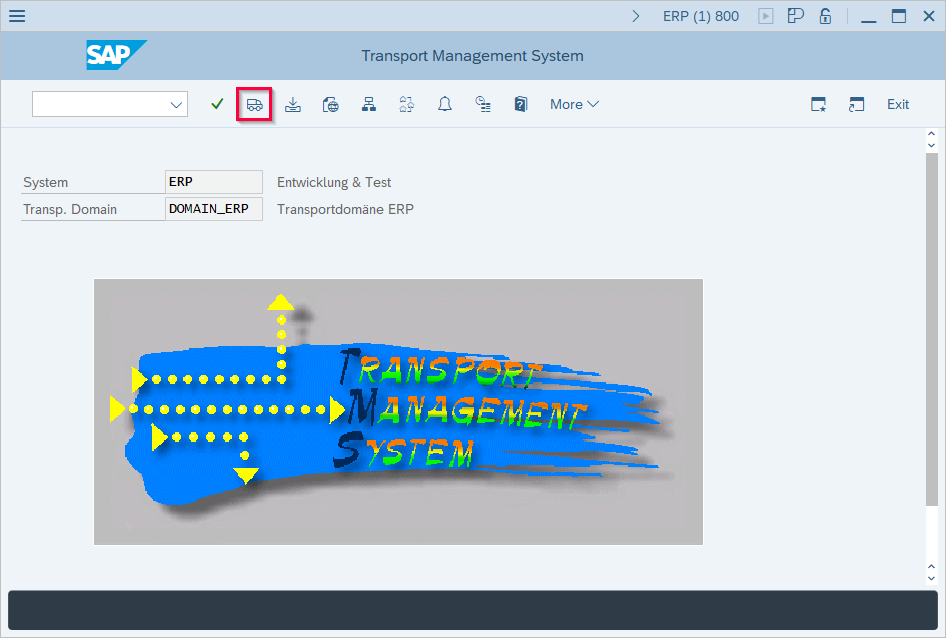 ERP (1) 800
SAP
Transport Management System
More
Exit
System ERP Entwicklung & Test
Transp. Domain DOMAIN_ERP Transportdomäne ERP
TRANSPORT
MANAGEMENT
SYSTEM